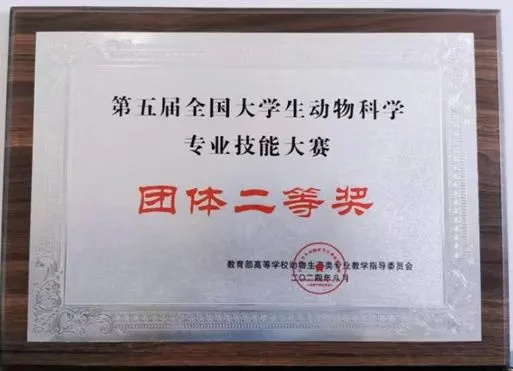 第五届全国大学生动物科学
专业技能大赛
团体二等奖
教育部高等学校动物生产类专业教学指导委员会
二〇二四年八月